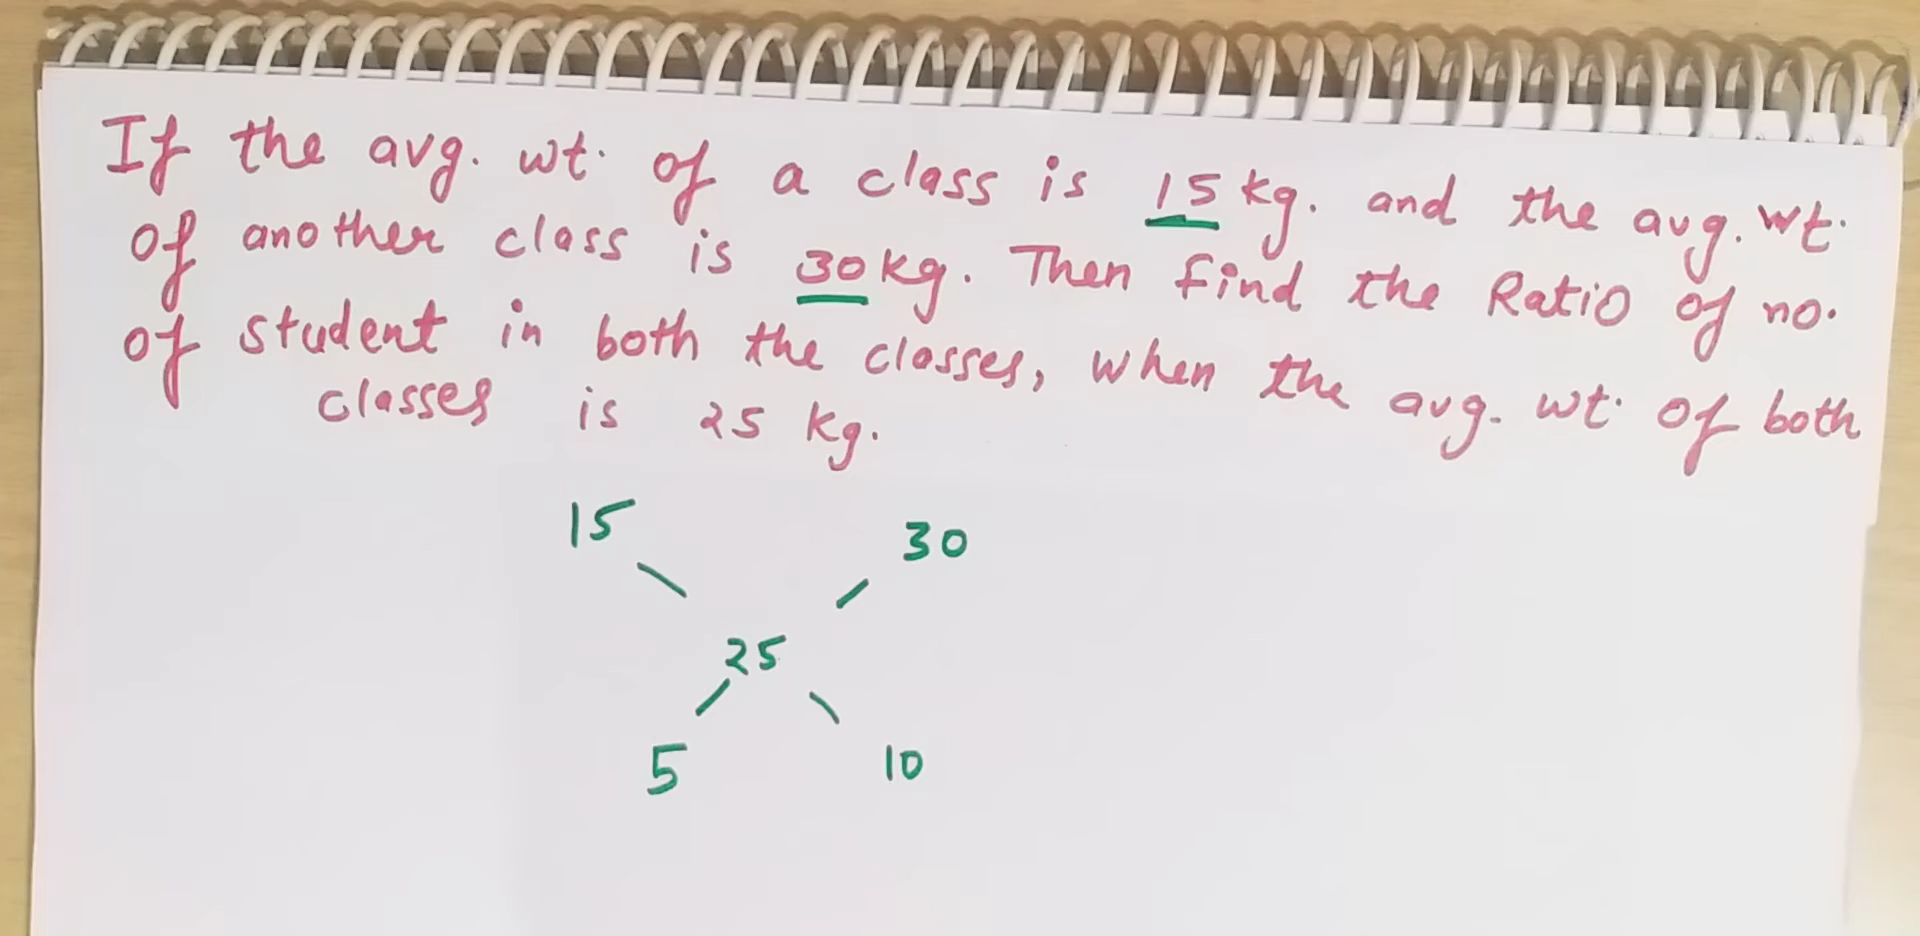 If the avg. wt. of a class is 15 kg. and the avg. wt.
of another class is 30 kg. Then find the Ratio of no.
of student in both the classes, when the avg. wt. of both
classes is 25 kg.
15 30
25
5 10